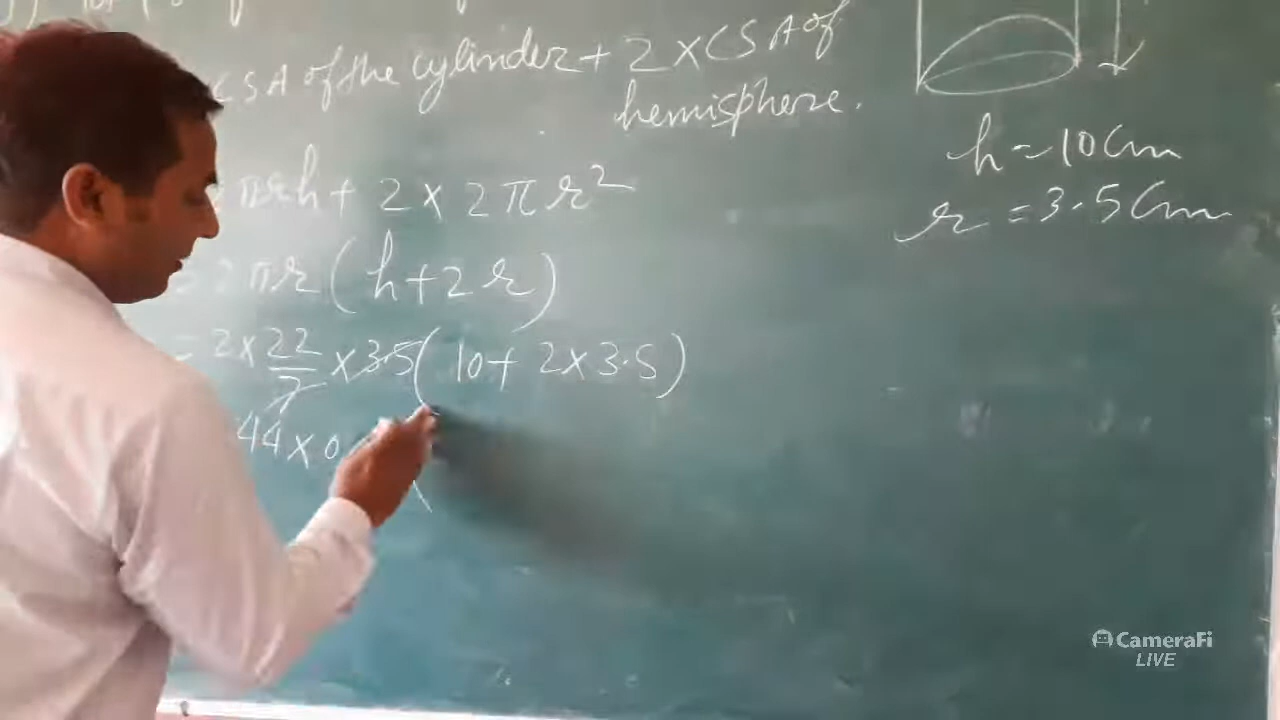 CSA of the cylinder + 2 × CSA of
hemisphere.
h = 10 cm
r = 3.5 cm
πrh + 2 × 2πr²
= 2πr (h + 2r)
= 2 × 22/7 × 3.5 (10 + 2 × 3.5)
44 × 0
(
CameraFi
LIVE